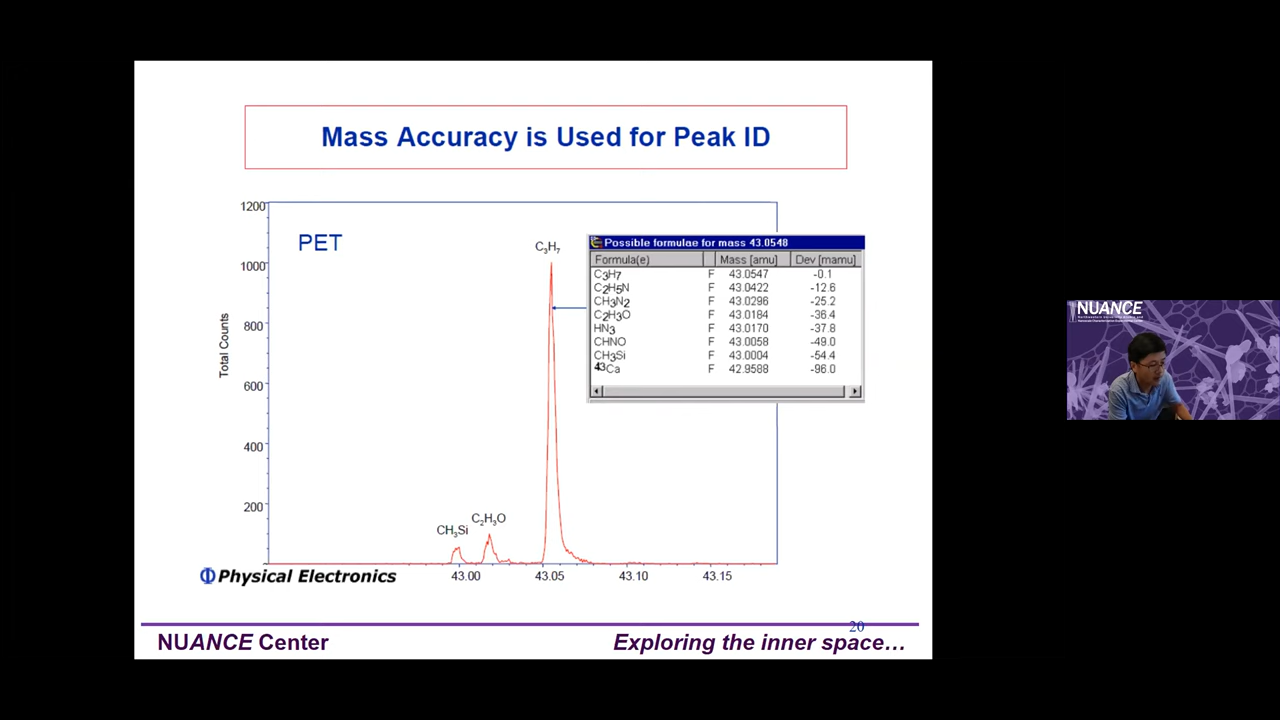 Mass Accuracy is Used for Peak ID
PET
Total Counts
1200
1000
800
600
400
200
43.00
43.05
43.10
43.15
CH3Si
C2H3O
C3H7
Possible formulae for mass 43.0548
Formula(e) Mass [amu] Dev [mamu]
C3H7 F 43.0547 -0.1
C2H5N F 43.0422 -12.6
CH3N2 F 43.0296 -25.2
C2H3O F 43.0184 -36.4
HN3 F 43.0170 -37.8
CHNO F 43.0058 -49.0
CH3Si F 43.0004 -54.4
43Ca F 42.9588 -96.0
Physical Electronics
20
NUANCE Center
Exploring the inner space…
NUANCE